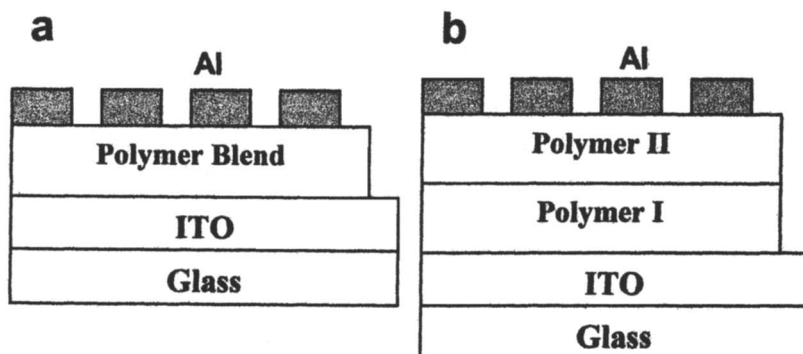 a
Al
Polymer Blend
ITO
Glass
b
Al
Polymer II
Polymer I
ITO
Glass